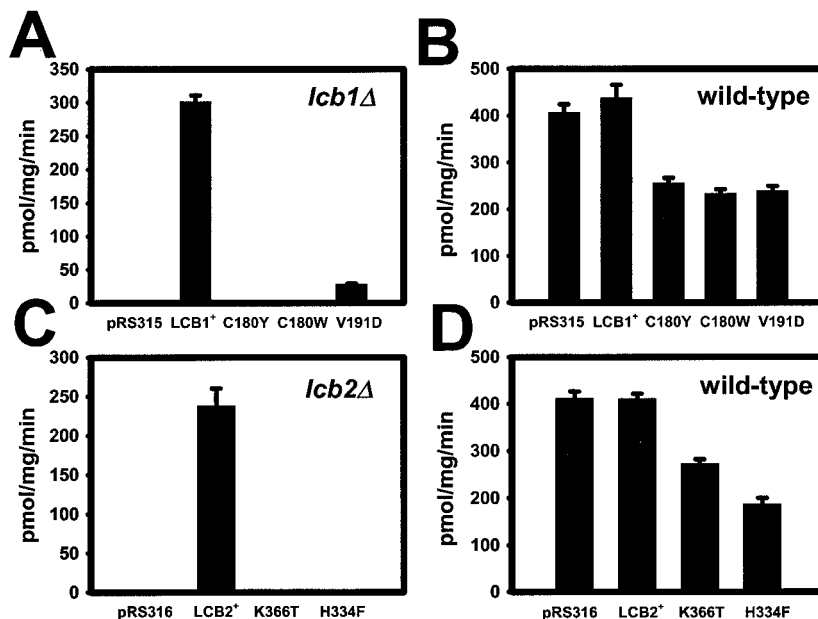 A
350
300
250
200
150
100
50
0
pmol/mg/min
lcb1Δ
pRS315 LCB1⁺ C180Y C180W V191D
B
500
400
300
200
100
0
pmol/mg/min
wild-type
pRS315 LCB1⁺ C180Y C180W V191D
C
300
250
200
150
100
50
0
pmol/mg/min
lcb2Δ
pRS316 LCB2⁺ K366T H334F
D
500
400
300
200
100
0
pmol/mg/min
wild-type
pRS316 LCB2⁺ K366T H334F